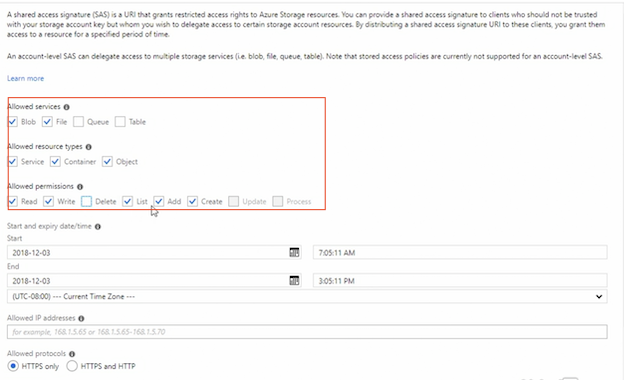 A shared access signature (SAS) is a URI that grants restricted access rights to Azure Storage resources. You can provide a shared access signature to clients who should not be trusted
with your storage account key but whom you wish to delegate access to certain storage account resources. By distributing a shared access signature URI to these clients, you grant them
access to a resource for a specified period of time.
An account-level SAS can delegate access to multiple storage services (i.e. blob, file, queue, table). Note that stored access policies are currently not supported for an account-level SAS.
Learn more
Allowed services
Blob File Queue Table
Allowed resource types
Service Container Object
Allowed permissions
Read Write Delete List Add Create Update Process
Start and expiry date/time
Start
2018-12-03 7:05:11 AM
End
2018-12-03 3:05:11 PM
(UTC-08:00) --- Current Time Zone ---
Allowed IP addresses
for example, 168.1.5.65 or 168.1.5.65-168.1.5.70
Allowed protocols
HTTPS only HTTPS and HTTP